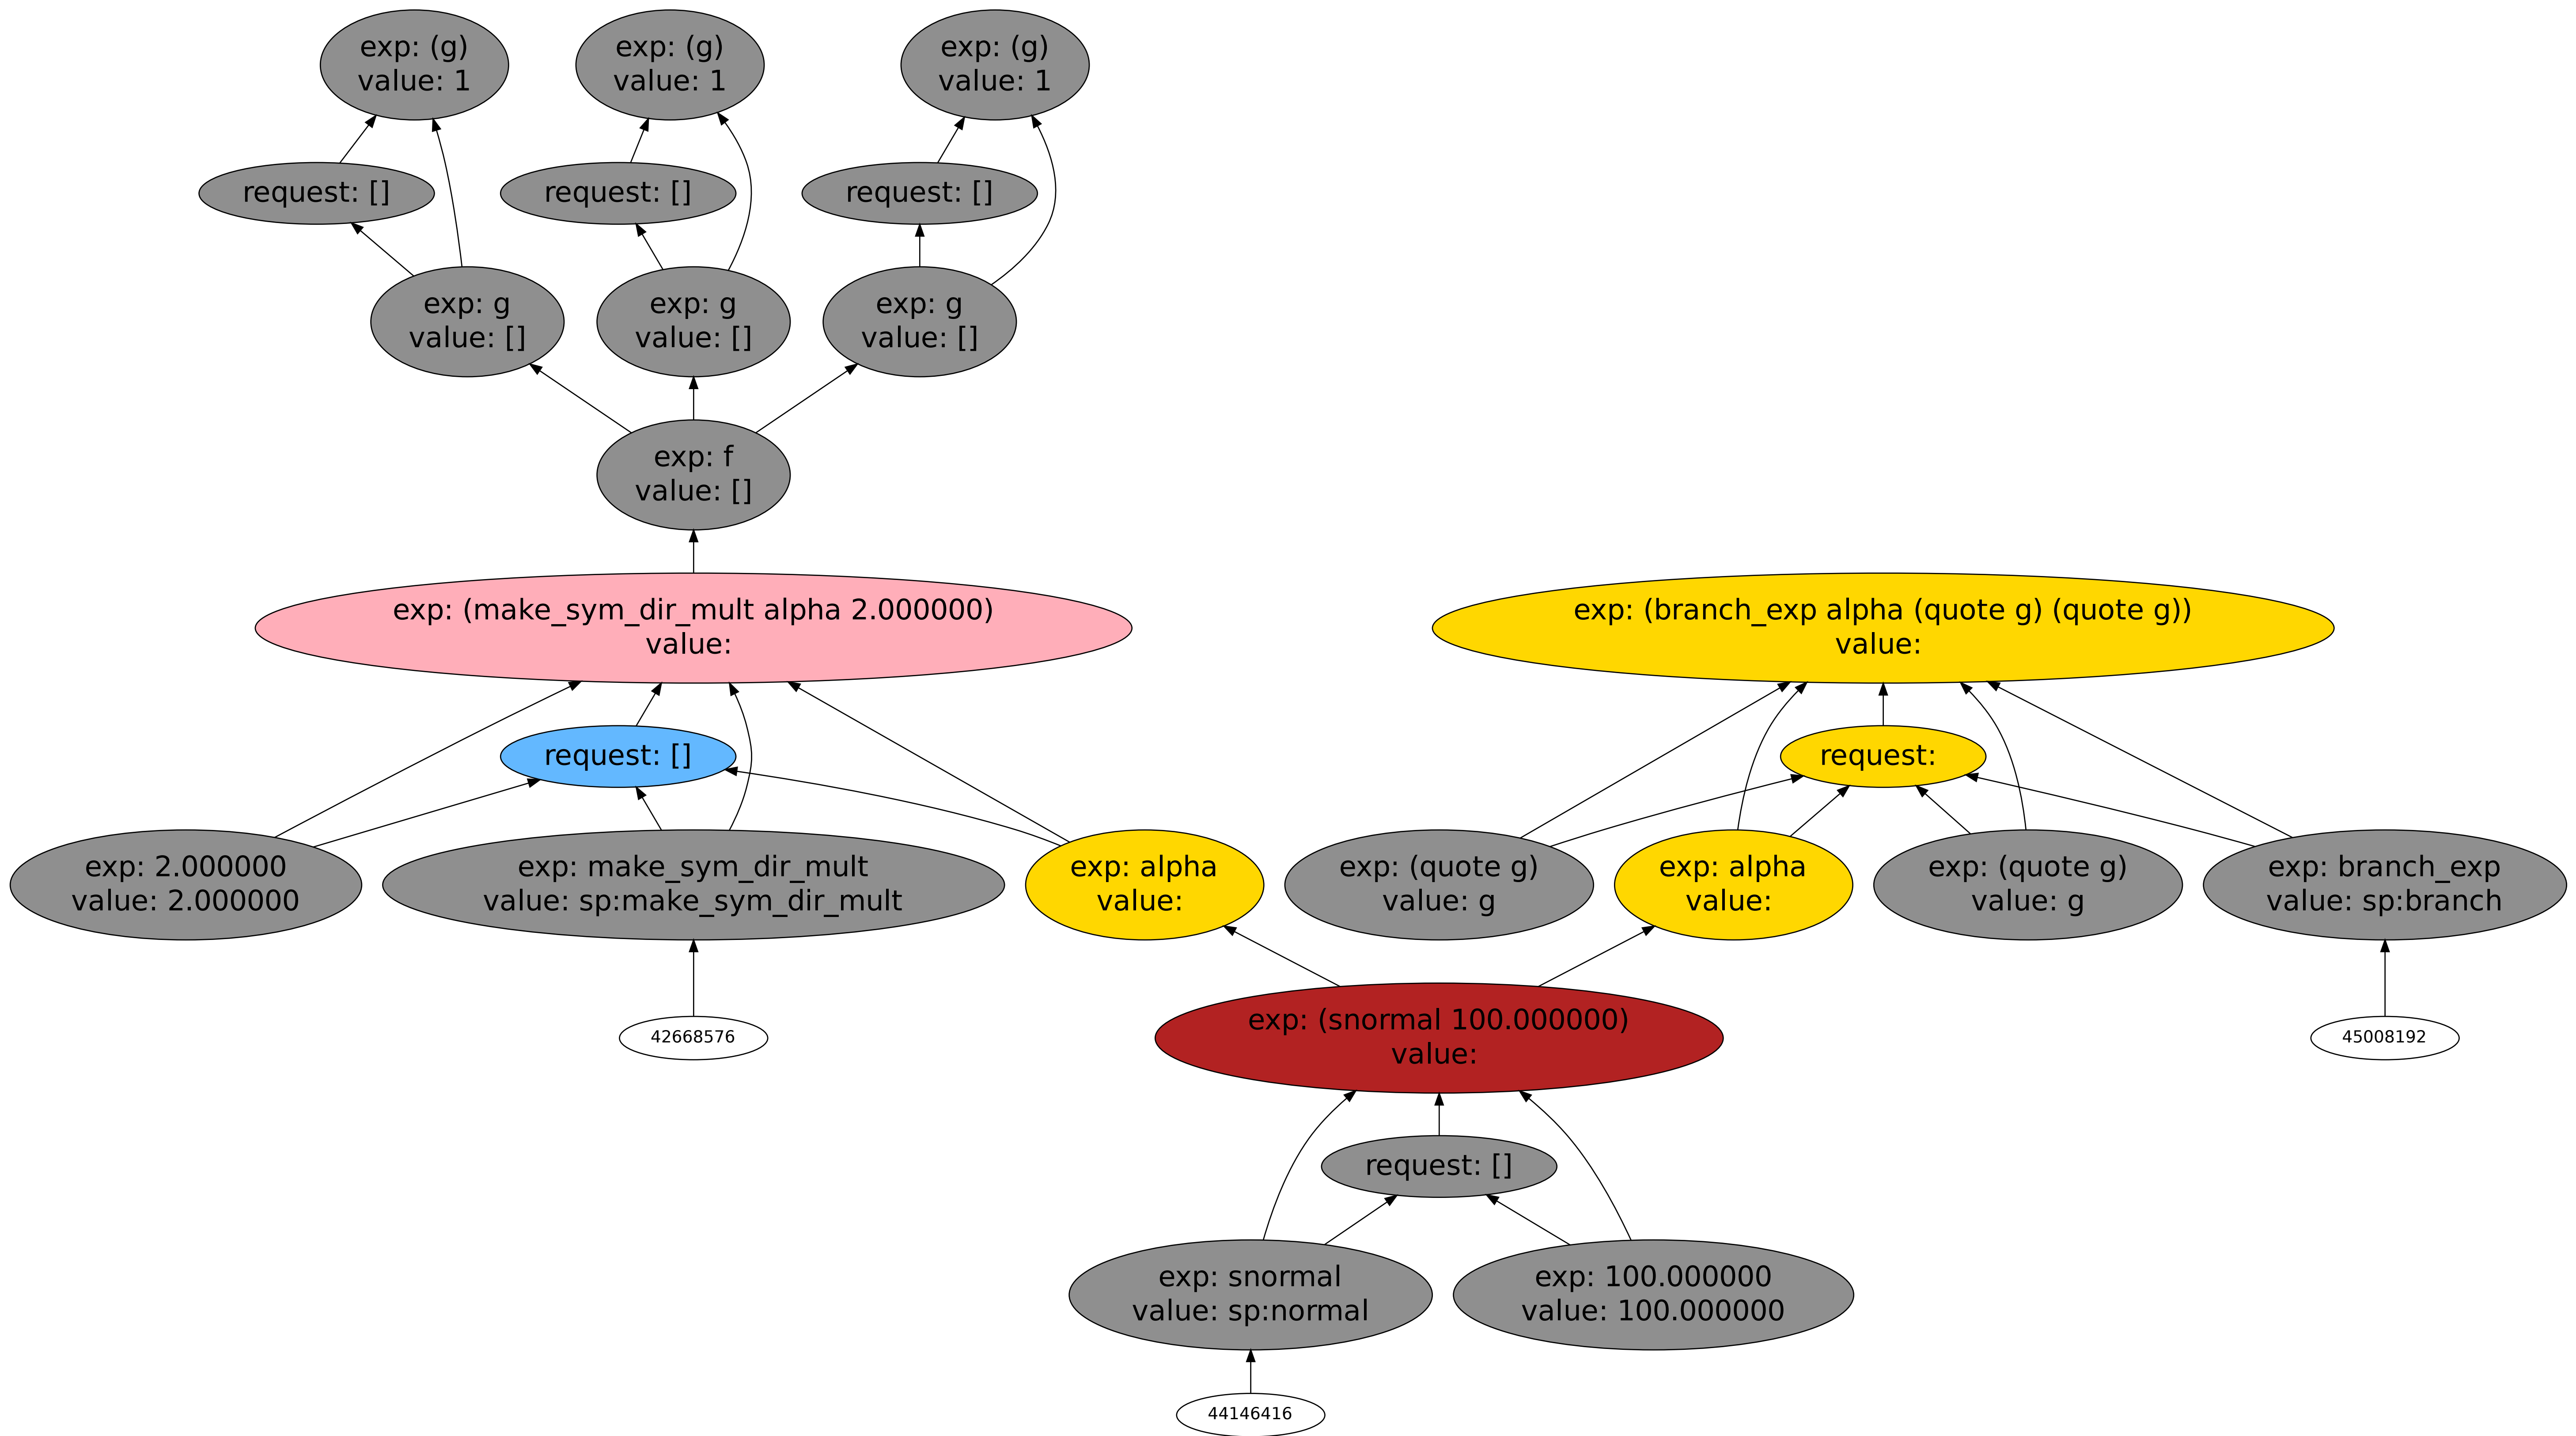 exp: (g)
value: 1
exp: (g)
value: 1
exp: (g)
value: 1
request: []
request: []
request: []
exp: g
value: []
exp: g
value: []
exp: g
value: []
exp: f
value: []
exp: (make_sym_dir_mult alpha 2.000000)
value:
exp: (branch_exp alpha (quote g) (quote g))
value:
request: []
request:
exp: 2.000000
value: 2.000000
exp: make_sym_dir_mult
value: sp:make_sym_dir_mult
exp: alpha
value:
exp: (quote g)
value: g
exp: alpha
value:
exp: (quote g)
value: g
exp: branch_exp
value: sp:branch
42668576
exp: (snormal 100.000000)
value:
45008192
request: []
exp: snormal
value: sp:normal
exp: 100.000000
value: 100.000000
44146416